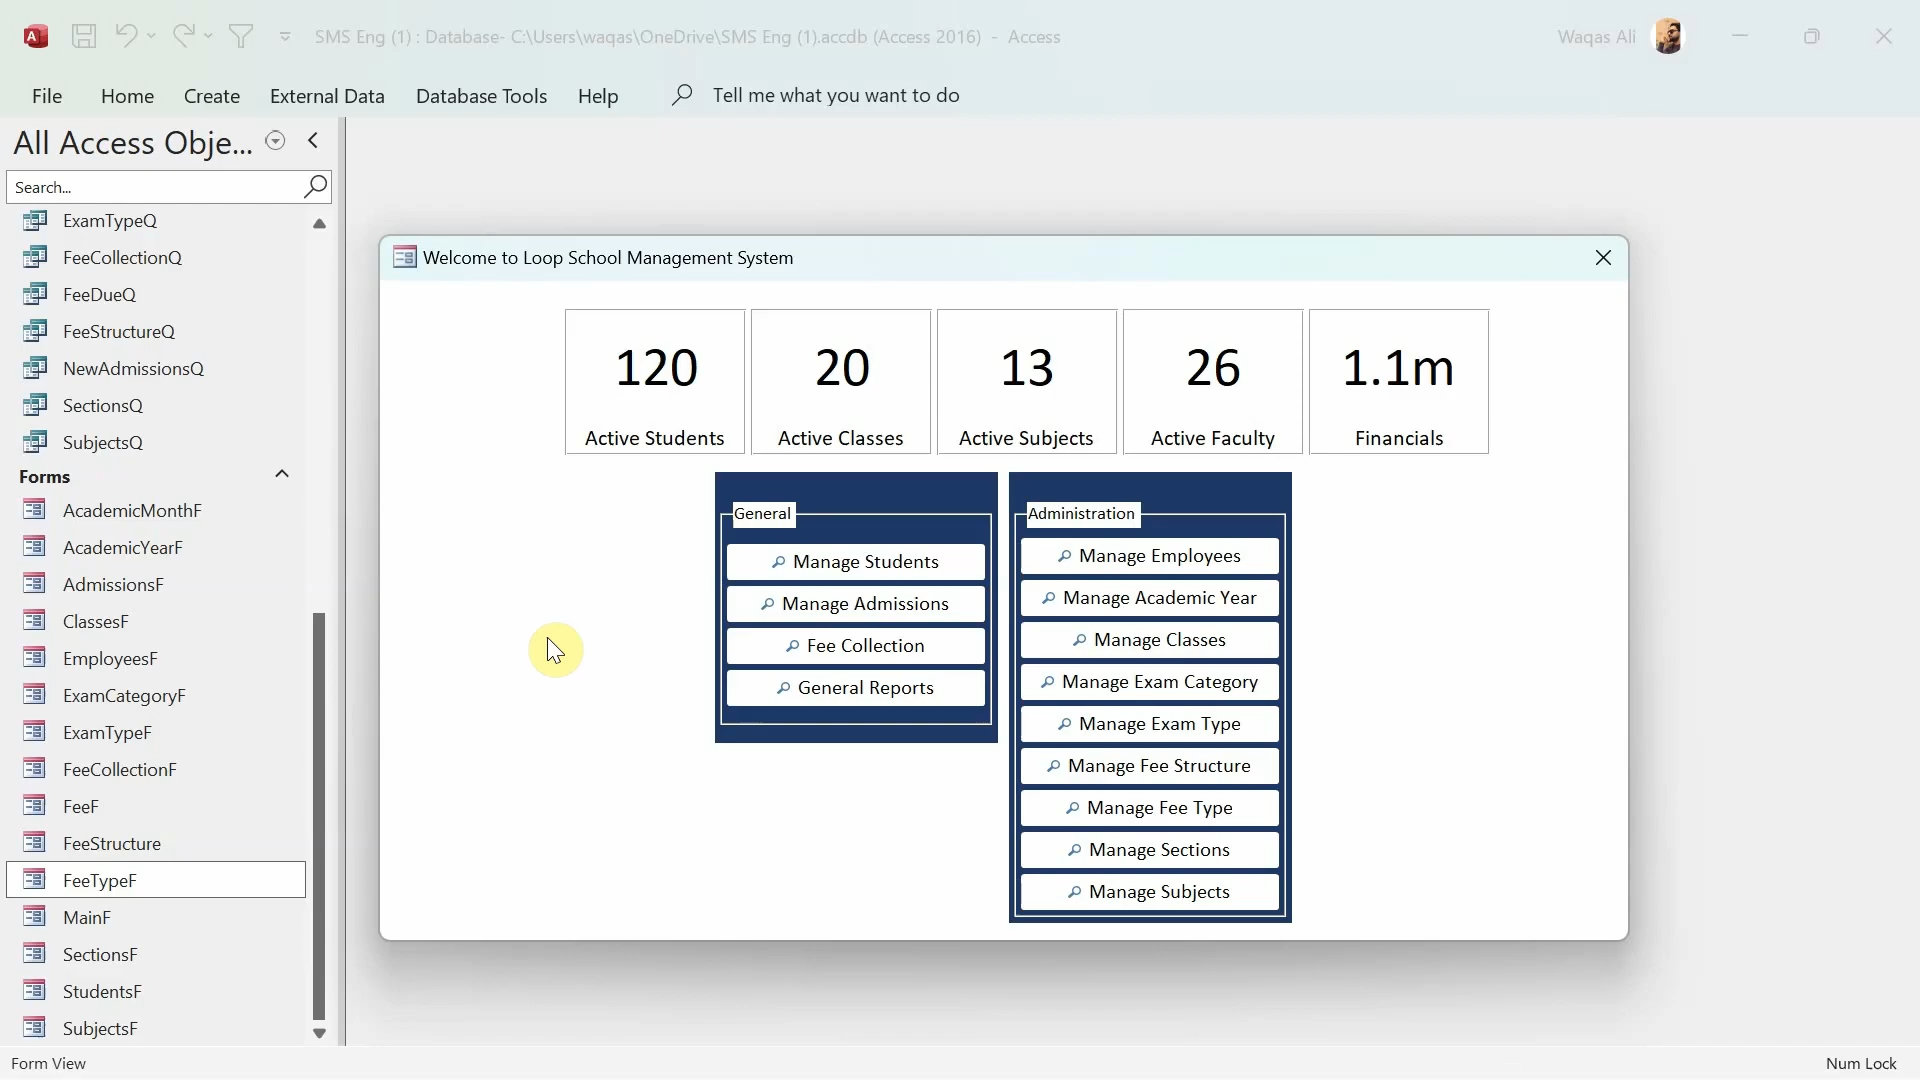 SMS Eng (1) : Database- C:\Users\waqas\OneDrive\SMS Eng (1).accdb (Access 2016) - Access
Waqas Ali
File Home Create External Data Database Tools Help Tell me what you want to do
All Access Obje...
Search...
ExamTypeQ
FeeCollectionQ
FeeDueQ
FeeStructureQ
NewAdmissionsQ
SectionsQ
SubjectsQ
Forms
AcademicMonthF
AcademicYearF
AdmissionsF
ClassesF
EmployeesF
ExamCategoryF
ExamTypeF
FeeCollectionF
FeeF
FeeStructure
FeeTypeF
MainF
SectionsF
StudentsF
SubjectsF
Welcome to Loop School Management System
120 20 13 26 1.1m
Active Students Active Classes Active Subjects Active Faculty Financials
General
Manage Students
Manage Admissions
Fee Collection
General Reports
Administration
Manage Employees
Manage Academic Year
Manage Classes
Manage Exam Category
Manage Exam Type
Manage Fee Structure
Manage Fee Type
Manage Sections
Manage Subjects
Form View
Num Lock